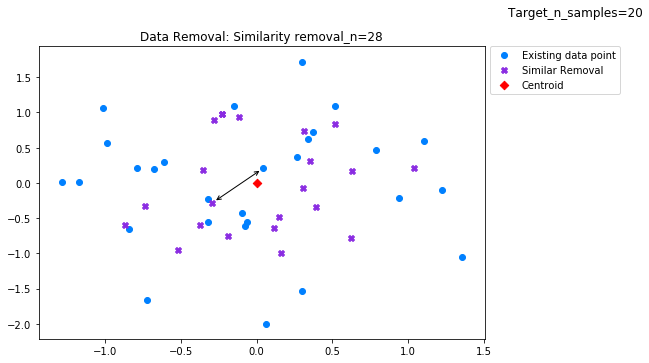 Target_n_samples=20
Data Removal: Similarity removal_n=28
Existing data point
Similar Removal
Centroid
1.5
1.0
0.5
0.0
−0.5
−1.0
−1.5
−2.0
−1.0 −0.5 0.0 0.5 1.0 1.5